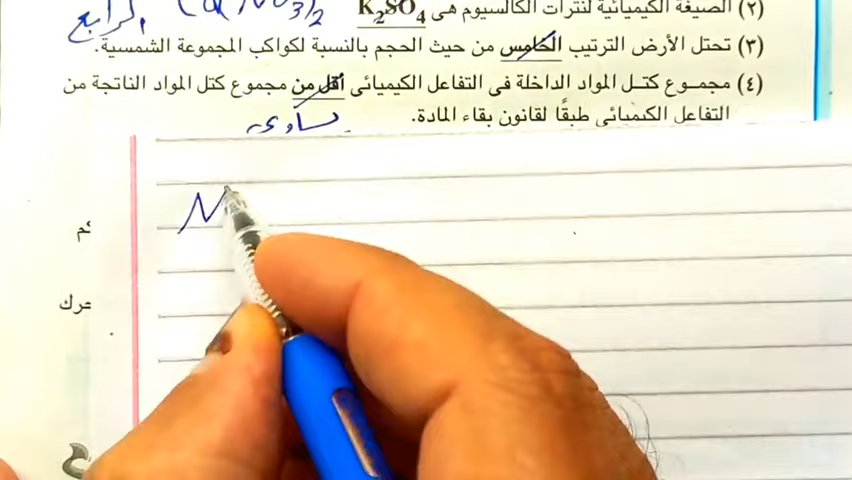 (٢) الصيغة الكيميائية لنترات الكالسيوم هى K₂SO₄
Ca(NO₃)₂
(٣) تحتل الأرض الترتيب الخامس من حيث الحجم بالنسبة لكواكب المجموعة الشمسية.
الرابع
(٤) مجموع كتل المواد الداخلة فى التفاعل الكيميائى أقل من مجموع كتل المواد الناتجة من
التفاعل الكيميائى طبقًا لقانون بقاء المادة.
تساوى
N
كم